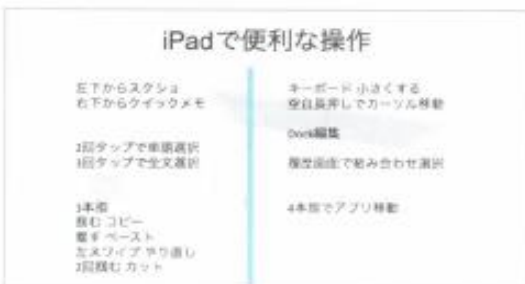 iPadで便利な操作
左下からスクショ
右下からクイックメモ
2回タップで単語選択
3回タップで全文選択
3本指
掴む コピー
離す ペースト
左スワイプ やり直し
2回掴む カット
キーボード 小さくする
空白長押しでカーソル移動
Dock編集
履歴画面で組み合わせ選択
4本指でアプリ移動